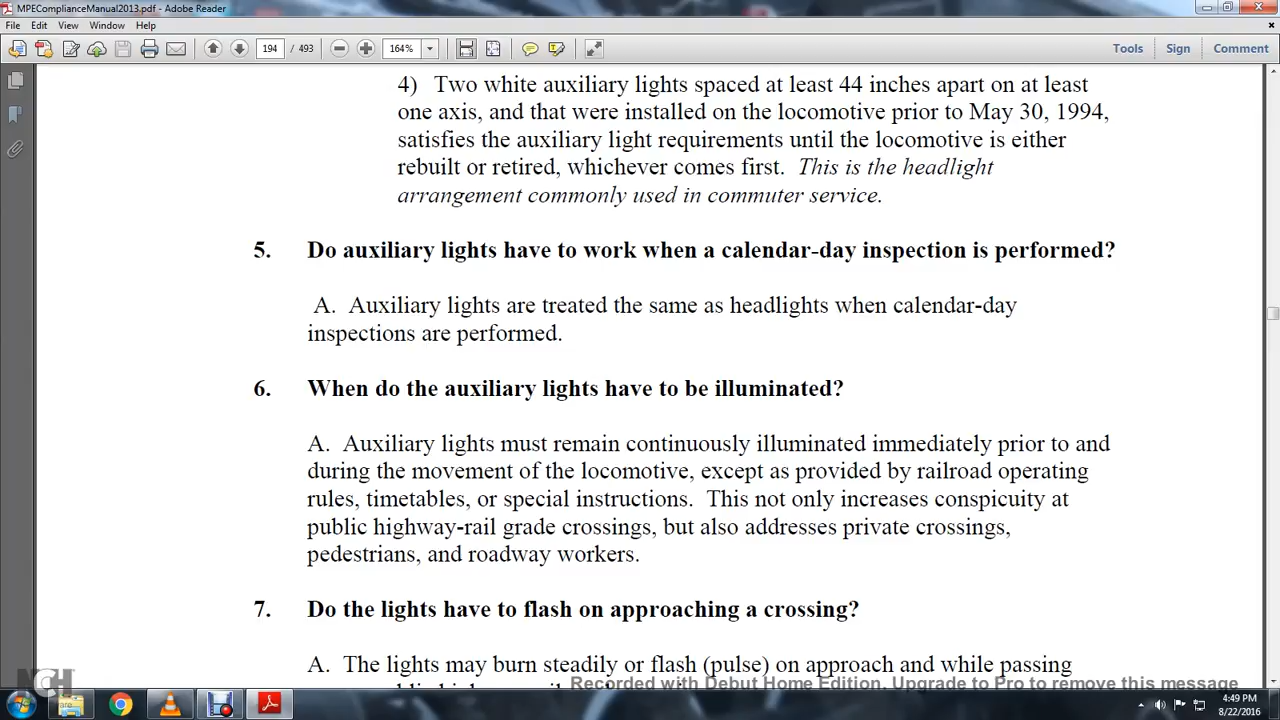 MPEComplianceManual2013.pdf - Adobe Reader
File Edit View Window Help
194 / 493 164% Tools Sign Comment
4) Two white auxiliary lights spaced at least 44 inches apart on at least
one axis, and that were installed on the locomotive prior to May 30, 1994,
satisfies the auxiliary light requirements until the locomotive is either
rebuilt or retired, whichever comes first. This is the headlight
arrangement commonly used in commuter service.
5. Do auxiliary lights have to work when a calendar-day inspection is performed?
A. Auxiliary lights are treated the same as headlights when calendar-day
inspections are performed.
6. When do the auxiliary lights have to be illuminated?
A. Auxiliary lights must remain continuously illuminated immediately prior to and
during the movement of the locomotive, except as provided by railroad operating
rules, timetables, or special instructions. This not only increases conspicuity at
public highway-rail grade crossings, but also addresses private crossings,
pedestrians, and roadway workers.
7. Do the lights have to flash on approaching a crossing?
A. The lights may burn steadily or flash (pulse) on approach and while passing
Recorded with Debut Home Edition. Upgrade to Pro to remove this message
NCH
4:49 PM
8/22/2016